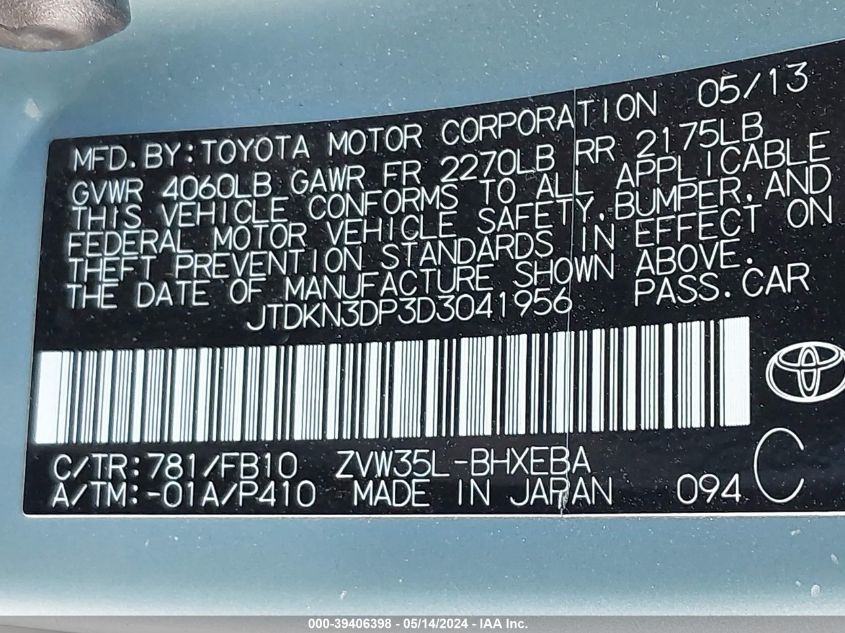 MFD. BY: TOYOTA MOTOR CORPORATION 05/13
GVWR 4060LB GAWR FR 2270LB RR 2175LB
THIS VEHICLE CONFORMS TO ALL APPLICABLE
FEDERAL MOTOR VEHICLE SAFETY, BUMPER, AND
THEFT PREVENTION STANDARDS IN EFFECT ON
THE DATE OF MANUFACTURE SHOWN ABOVE.
JTDKN3DP3D3041956 PASS. CAR
C/TR: 781/FB10 ZVW35L-BHXEBA
A/TM: -01A/P410 MADE IN JAPAN 094 C
000-39406398 - 05/14/2024 - IAA Inc.